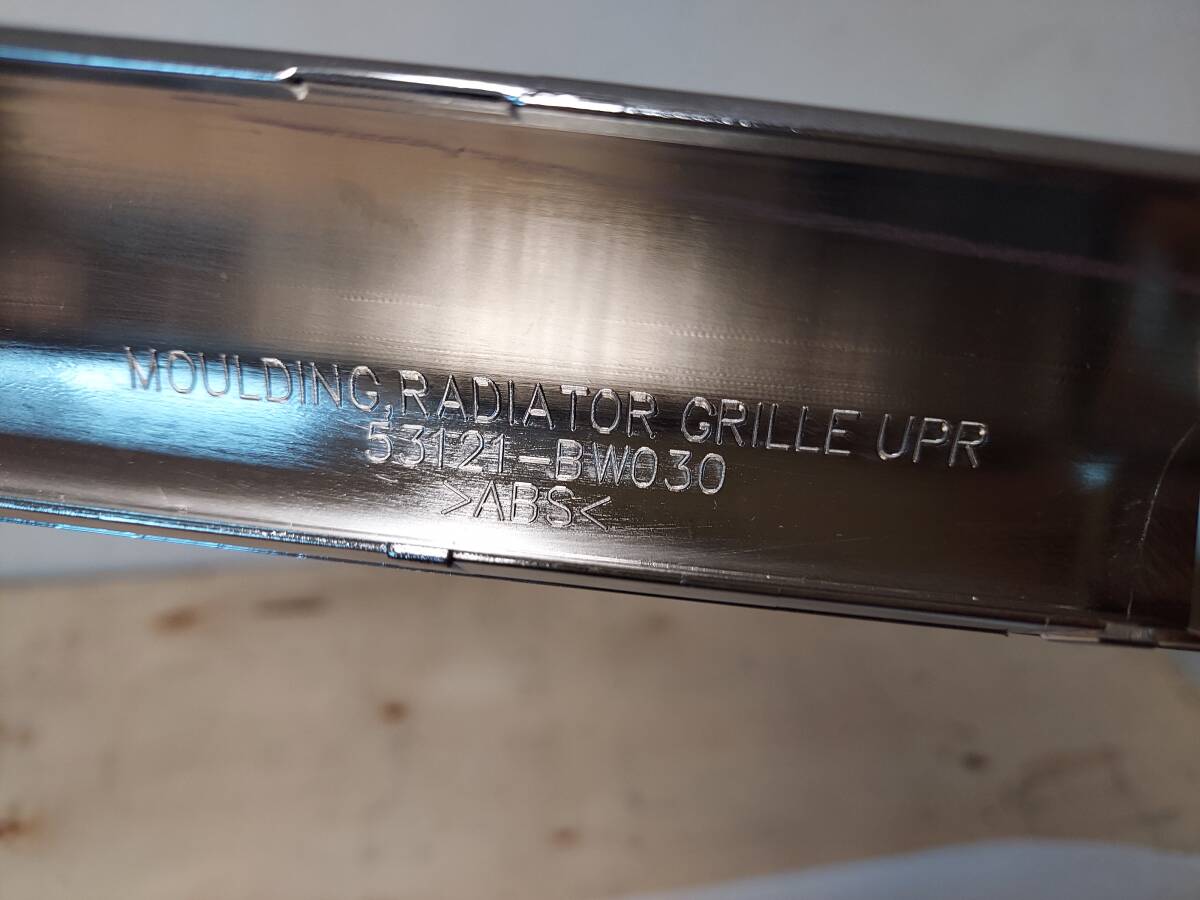 MOULDING,RADIATOR GRILLE UPR
53121-BW030
>ABS<